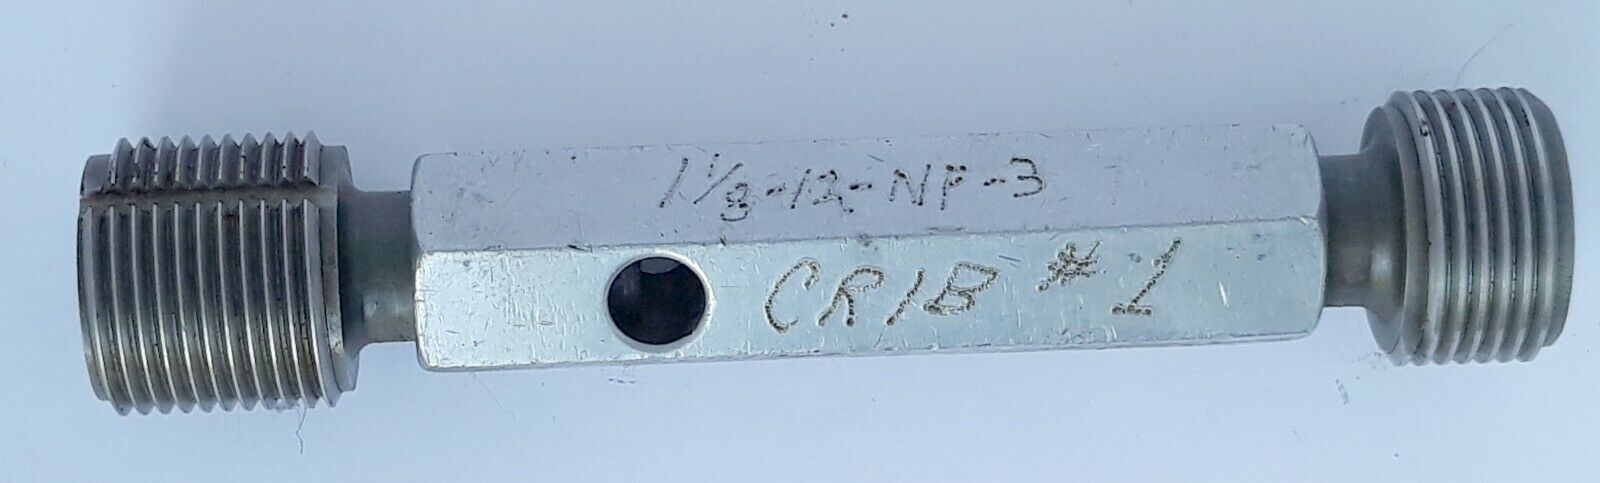 1 1/8-12-NF-3
CRIB # 1